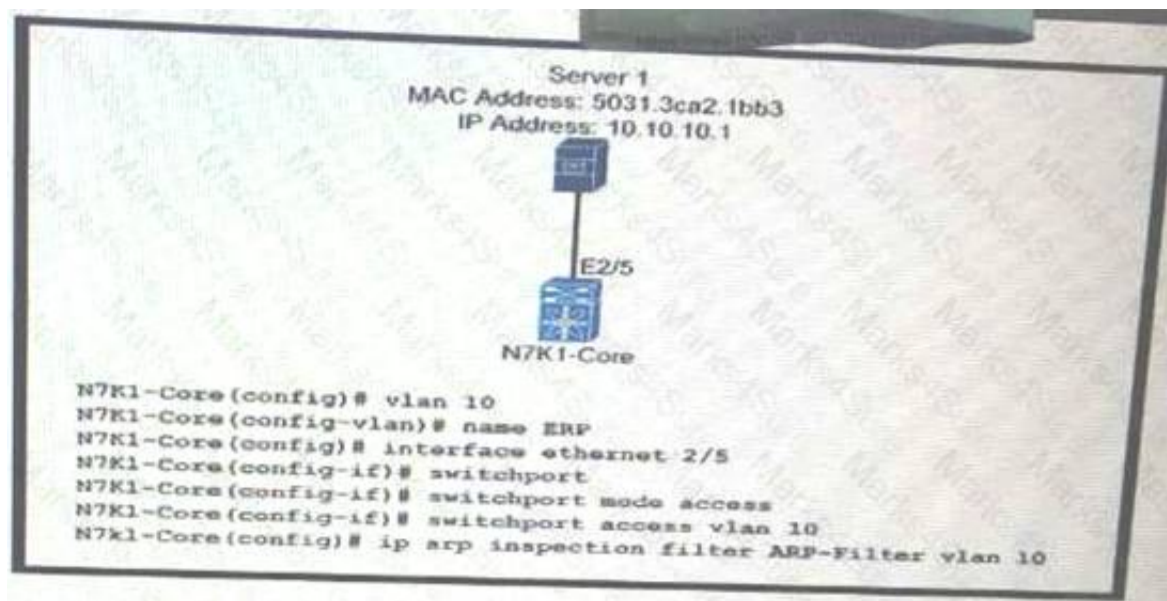 Server 1
MAC Address: 5031.3ca2.1bb3
IP Address: 10.10.10.1
E2/5
N7K1-Core
N7K1-Core(config)# vlan 10
N7K1-Core(config-vlan)# name ERP
N7K1-Core(config)# interface ethernet 2/5
N7K1-Core(config-if)# switchport
N7K1-Core(config-if)# switchport mode access
N7K1-Core(config-if)# switchport access vlan 10
N7k1-Core(config)# ip arp inspection filter ARP-Filter vlan 10
Marks4Sure